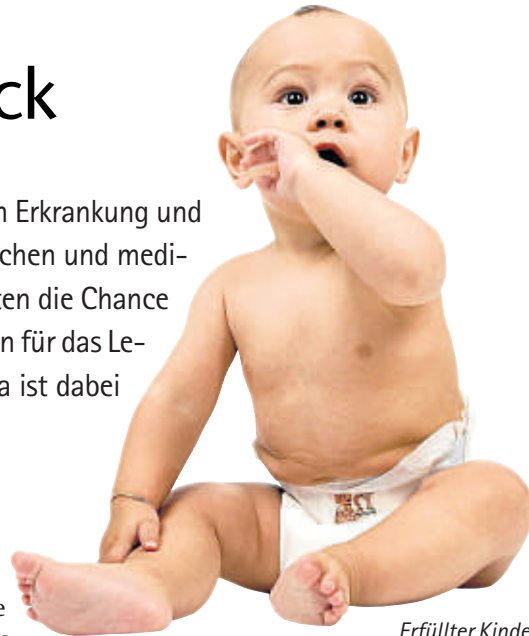 ck
n Erkrankung und
chen und medi-
ten die Chance
n für das Le-
a ist dabei
e
Erfüllter Kinde